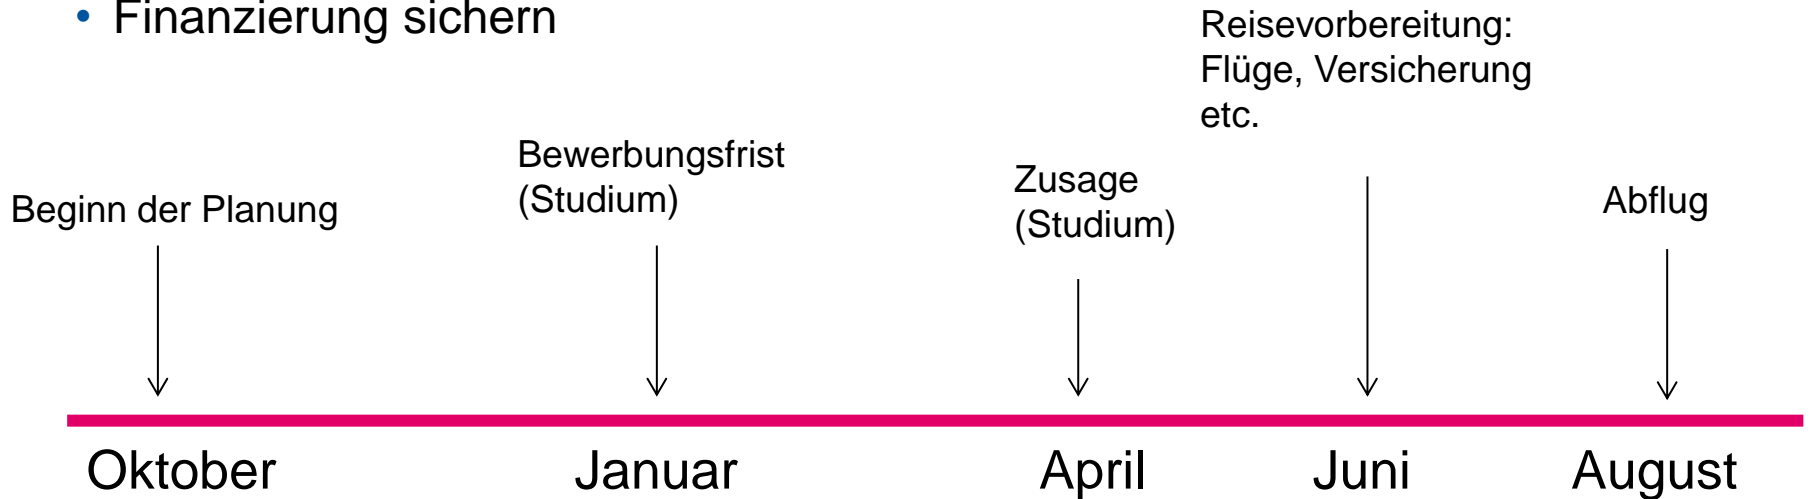 • Finanzierung sichern
Reisevorbereitung:
Flüge, Versicherung
etc.
Bewerbungsfrist
(Studium)
Zusage
(Studium)
Beginn der Planung
Abflug
Oktober
Januar
April
Juni
August